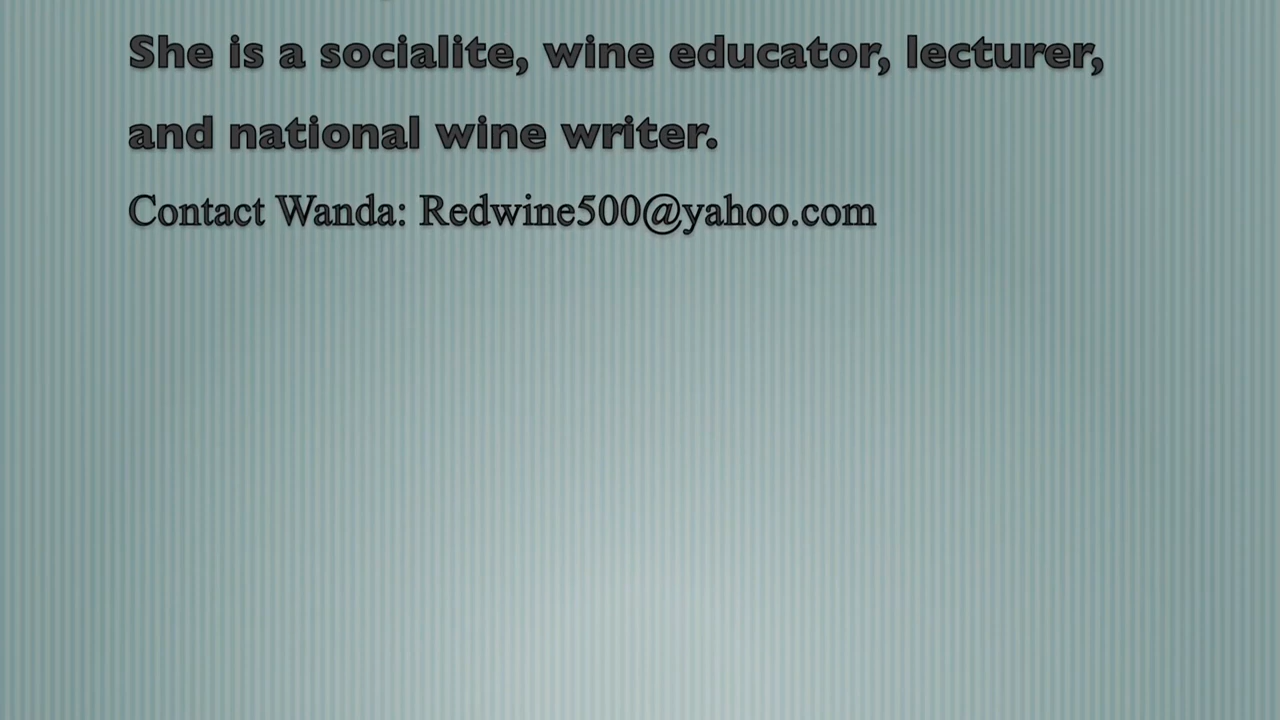 She is a socialite, wine educator, lecturer,
and national wine writer.
Contact Wanda: Redwine500@yahoo.com